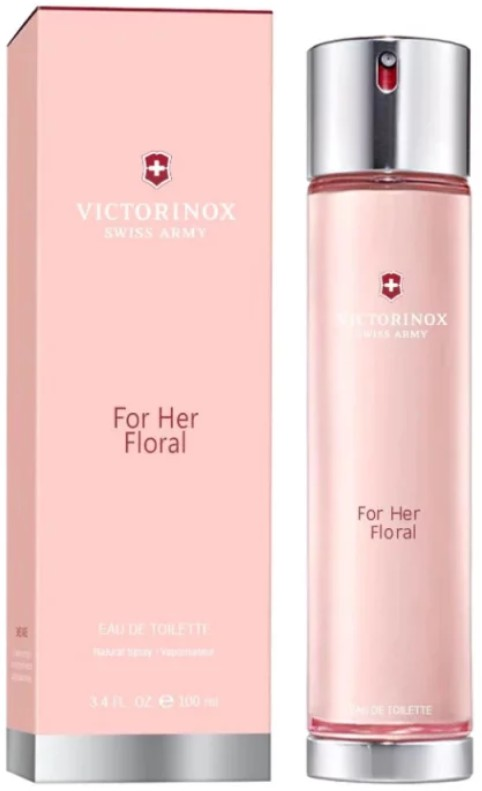 VICTORINOX
SWISS ARMY
For Her
Floral
EAU DE TOILETTE
Natural Spray / Vaporisateur
3.4 FL. OZ ℮ 100 ml
VICTORINOX
SWISS ARMY
For Her
Floral
EAU DE TOILETTE